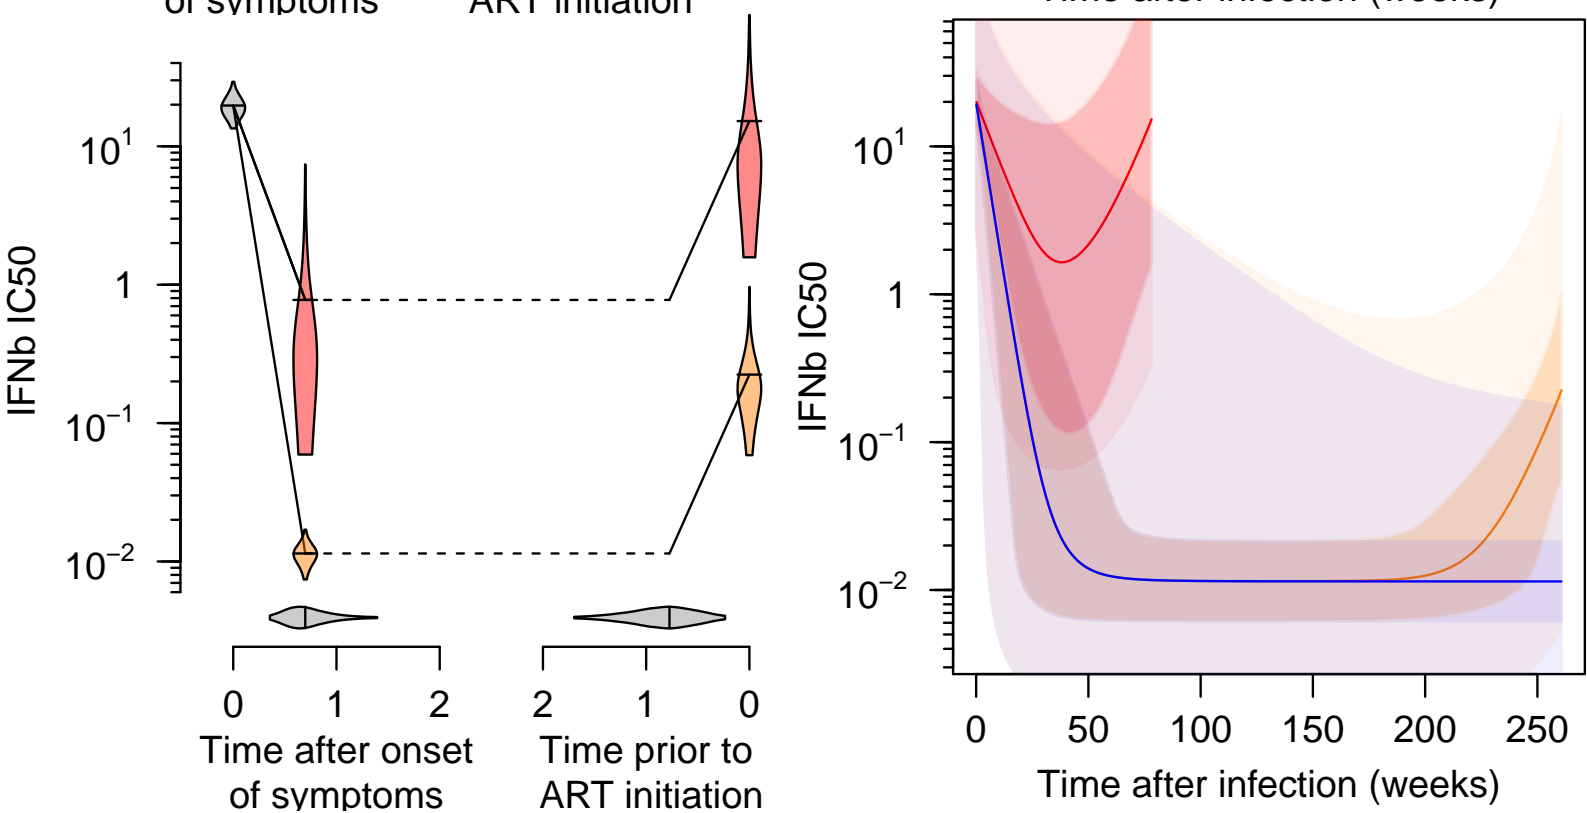 of symptoms
ART initiation
Time after infection (weeks)
IFNb IC50
10^1
1
10^−1
10^−2
0 1 2
2 1 0
Time after onset
of symptoms
Time prior to
ART initiation
IFNb IC50
10^1
1
10^−1
10^−2
0 50 100 150 200 250
Time after infection (weeks)